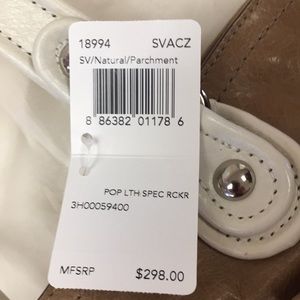 18994 SVACZ
SV/Natural/Parchment
8 86382 01178 6
POP LTH SPEC RCKR
3H00059400
MFSRP $298.00